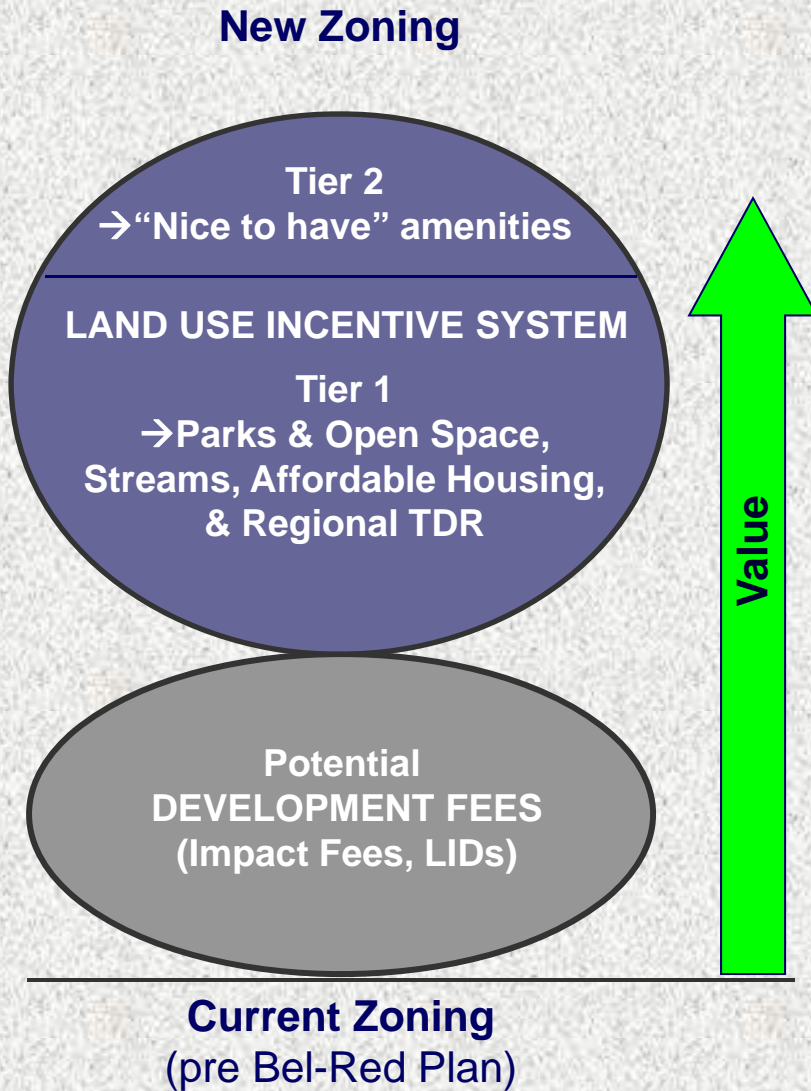 New Zoning
Tier 2
→“Nice to have” amenities
LAND USE INCENTIVE SYSTEM
Tier 1
→Parks & Open Space,
Streams, Affordable Housing,
& Regional TDR
Value
Potential
DEVELOPMENT FEES
(Impact Fees, LIDs)
Current Zoning
(pre Bel-Red Plan)